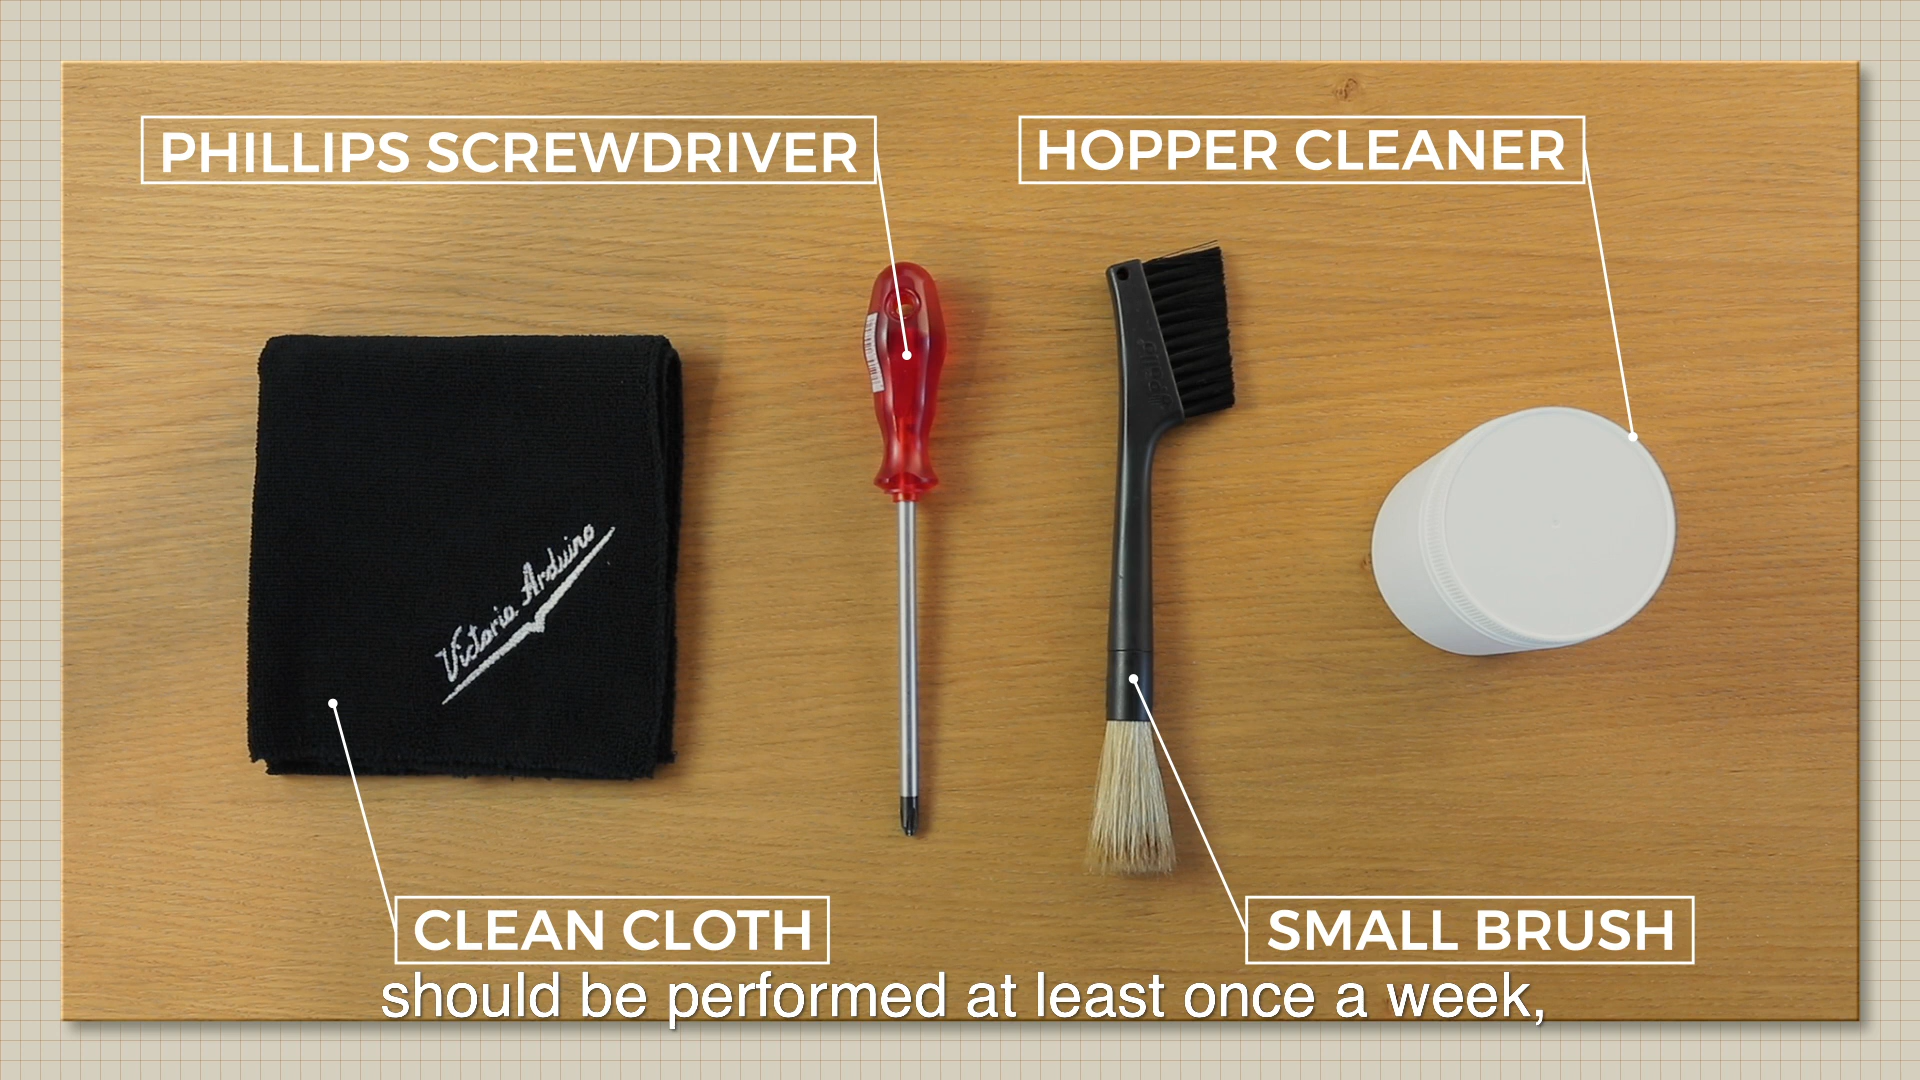 PHILLIPS SCREWDRIVER
HOPPER CLEANER
Victoria Arduino
CLEAN CLOTH
SMALL BRUSH
should be performed at least once a week,